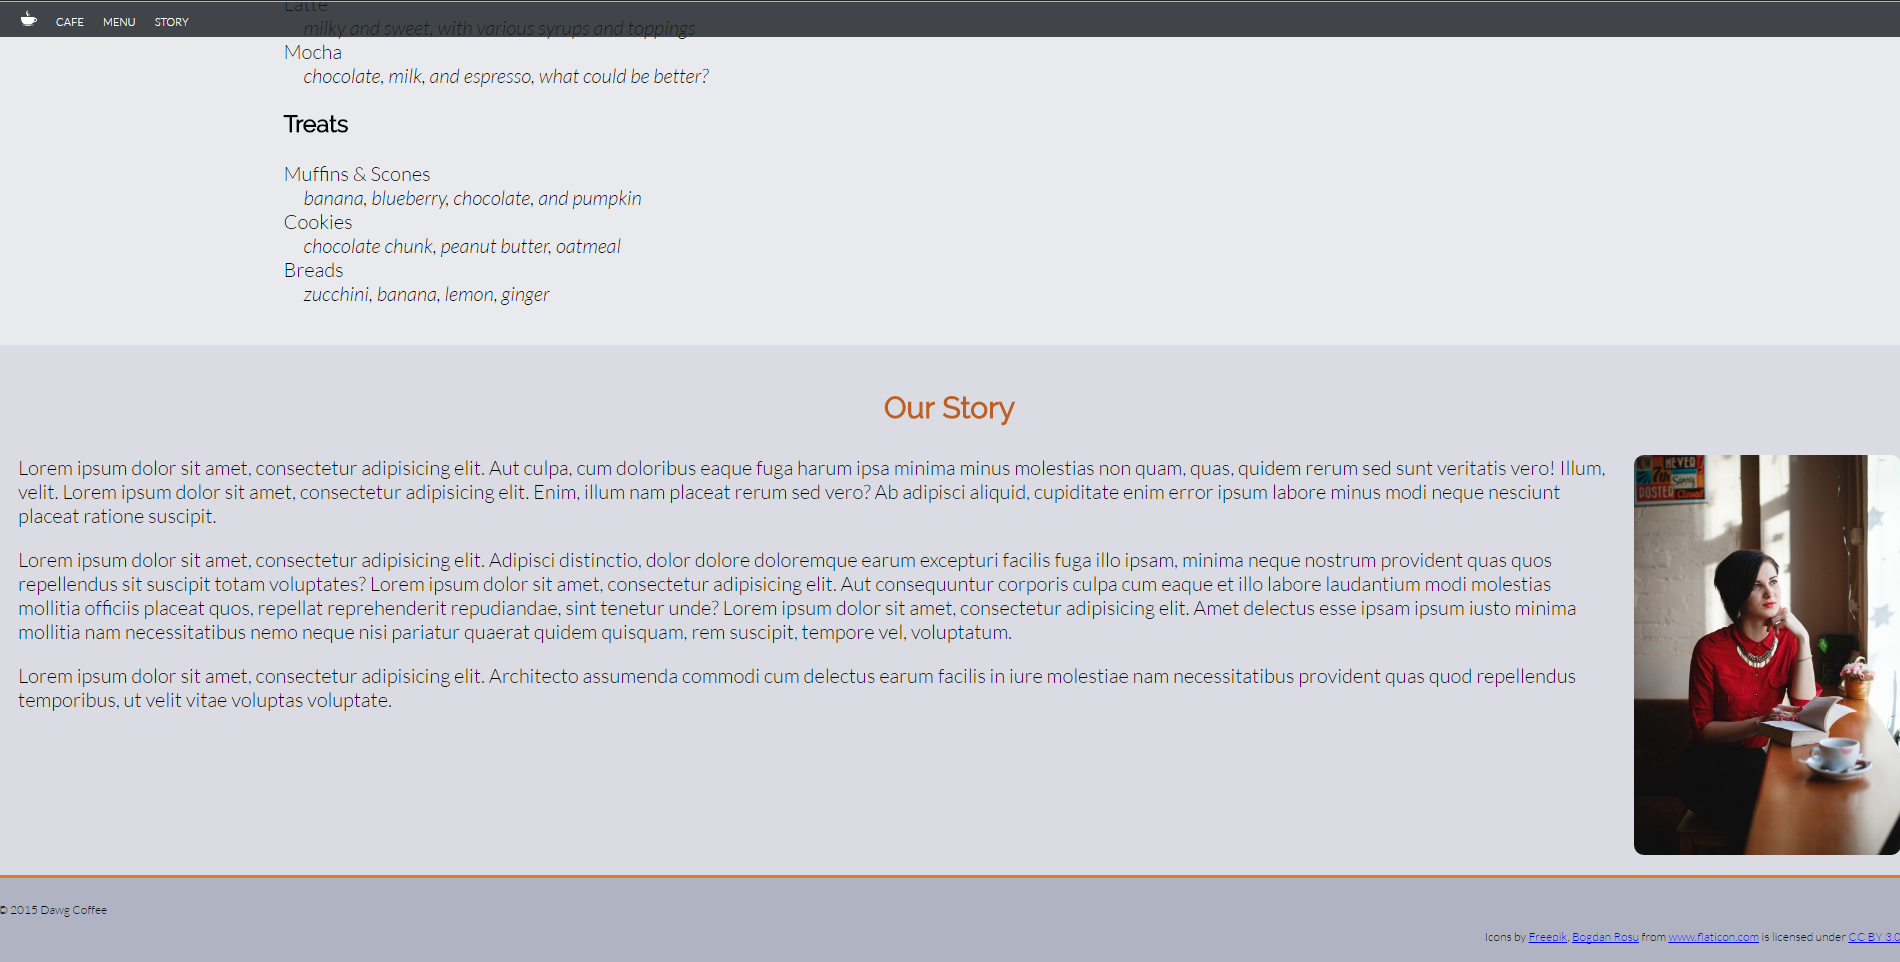 CAFE MENU STORY
Latte
milky and sweet, with various syrups and toppings
Mocha
chocolate, milk, and espresso, what could be better?
Treats
Muffins & Scones
banana, blueberry, chocolate, and pumpkin
Cookies
chocolate chunk, peanut butter, oatmeal
Breads
zucchini, banana, lemon, ginger
Our Story
Lorem ipsum dolor sit amet, consectetur adipisicing elit. Aut culpa, cum doloribus eaque fuga harum ipsa minima minus molestias non quam, quas, quidem rerum sed sunt veritatis vero! Illum,
velit. Lorem ipsum dolor sit amet, consectetur adipisicing elit. Enim, illum nam placeat rerum sed vero? Ab adipisci aliquid, cupiditate enim error ipsum labore minus modi neque nesciunt
placeat ratione suscipit.
Lorem ipsum dolor sit amet, consectetur adipisicing elit. Adipisci distinctio, dolor dolore doloremque earum excepturi facilis fuga illo ipsam, minima neque nostrum provident quas quos
repellendus sit suscipit totam voluptates? Lorem ipsum dolor sit amet, consectetur adipisicing elit. Aut consequuntur corporis culpa cum eaque et illo labore laudantium modi molestias
mollitia officiis placeat quos, repellat reprehenderit repudiandae, sint tenetur unde? Lorem ipsum dolor sit amet, consectetur adipisicing elit. Amet delectus esse ipsam ipsum iusto minima
mollitia nam necessitatibus nemo neque nisi pariatur quaerat quidem quisquam, rem suscipit, tempore vel, voluptatum.
Lorem ipsum dolor sit amet, consectetur adipisicing elit. Architecto assumenda commodi cum delectus earum facilis in iure molestiae nam necessitatibus provident quas quod repellendus
temporibus, ut velit vitae voluptas voluptate.
NEVER!
POSTER
© 2015 Dawg Coffee
Icons by Freepik, Bogdan Rosu from www.flaticon.com is licensed under CC BY 3.0